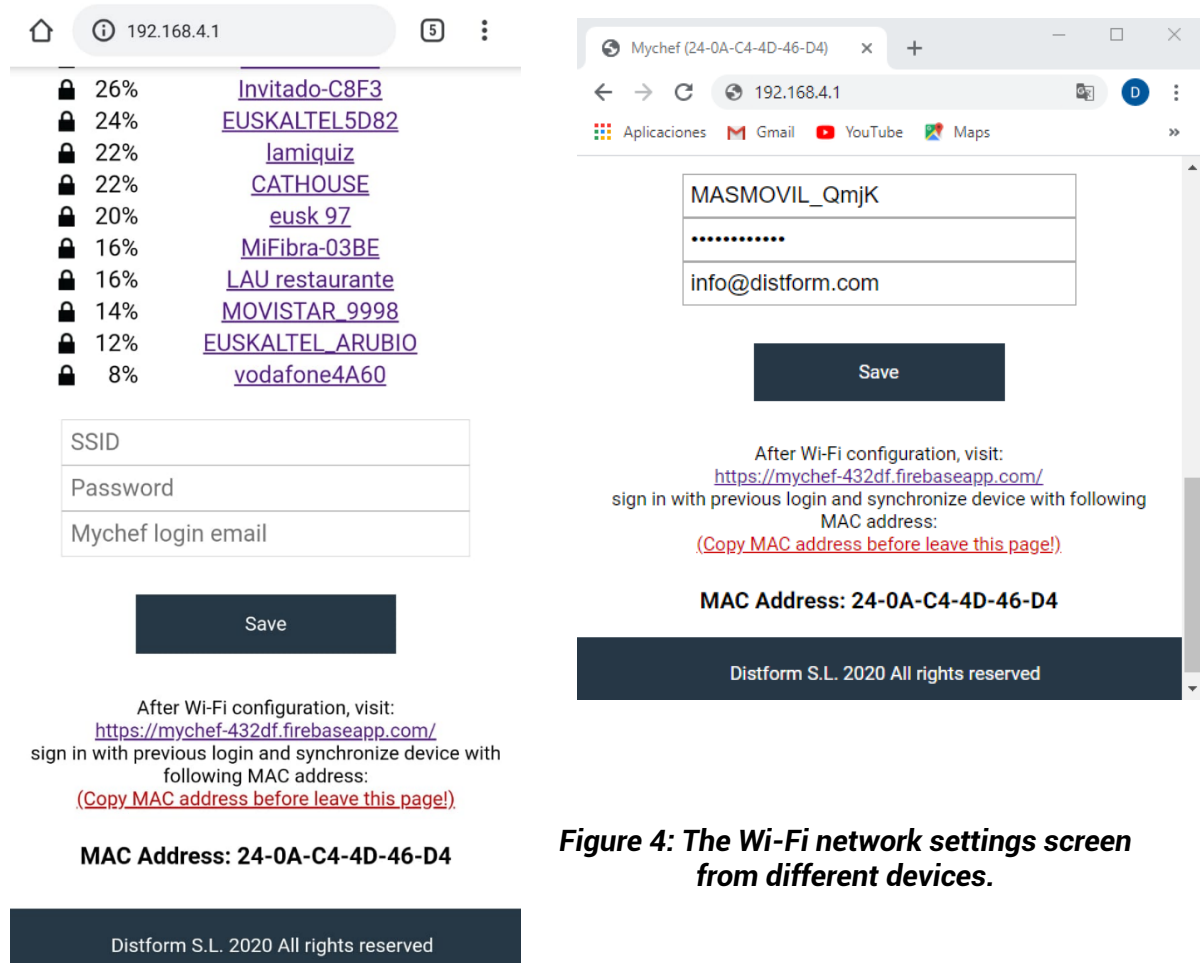 192.168.4.1
5
26% Invitado-C8F3
24% EUSKALTEL5D82
22% lamiquiz
22% CATHOUSE
20% eusk 97
16% MiFibra-03BE
16% LAU restaurante
14% MOVISTAR_9998
12% EUSKALTEL_ARUBIO
8% vodafone4A60
SSID
Password
Mychef login email
Save
After Wi-Fi configuration, visit:
https://mychef-432df.firebaseapp.com/
sign in with previous login and synchronize device with
following MAC address:
(Copy MAC address before leave this page!)
MAC Address: 24-0A-C4-4D-46-D4
Distform S.L. 2020 All rights reserved
Mychef (24-0A-C4-4D-46-D4)
192.168.4.1
D
Aplicaciones Gmail YouTube Maps
MASMOVIL_QmjK
••••••••••••
info@distform.com
Save
After Wi-Fi configuration, visit:
https://mychef-432df.firebaseapp.com/
sign in with previous login and synchronize device with following
MAC address:
(Copy MAC address before leave this page!)
MAC Address: 24-0A-C4-4D-46-D4
Distform S.L. 2020 All rights reserved
Figure 4: The Wi-Fi network settings screen
from different devices.